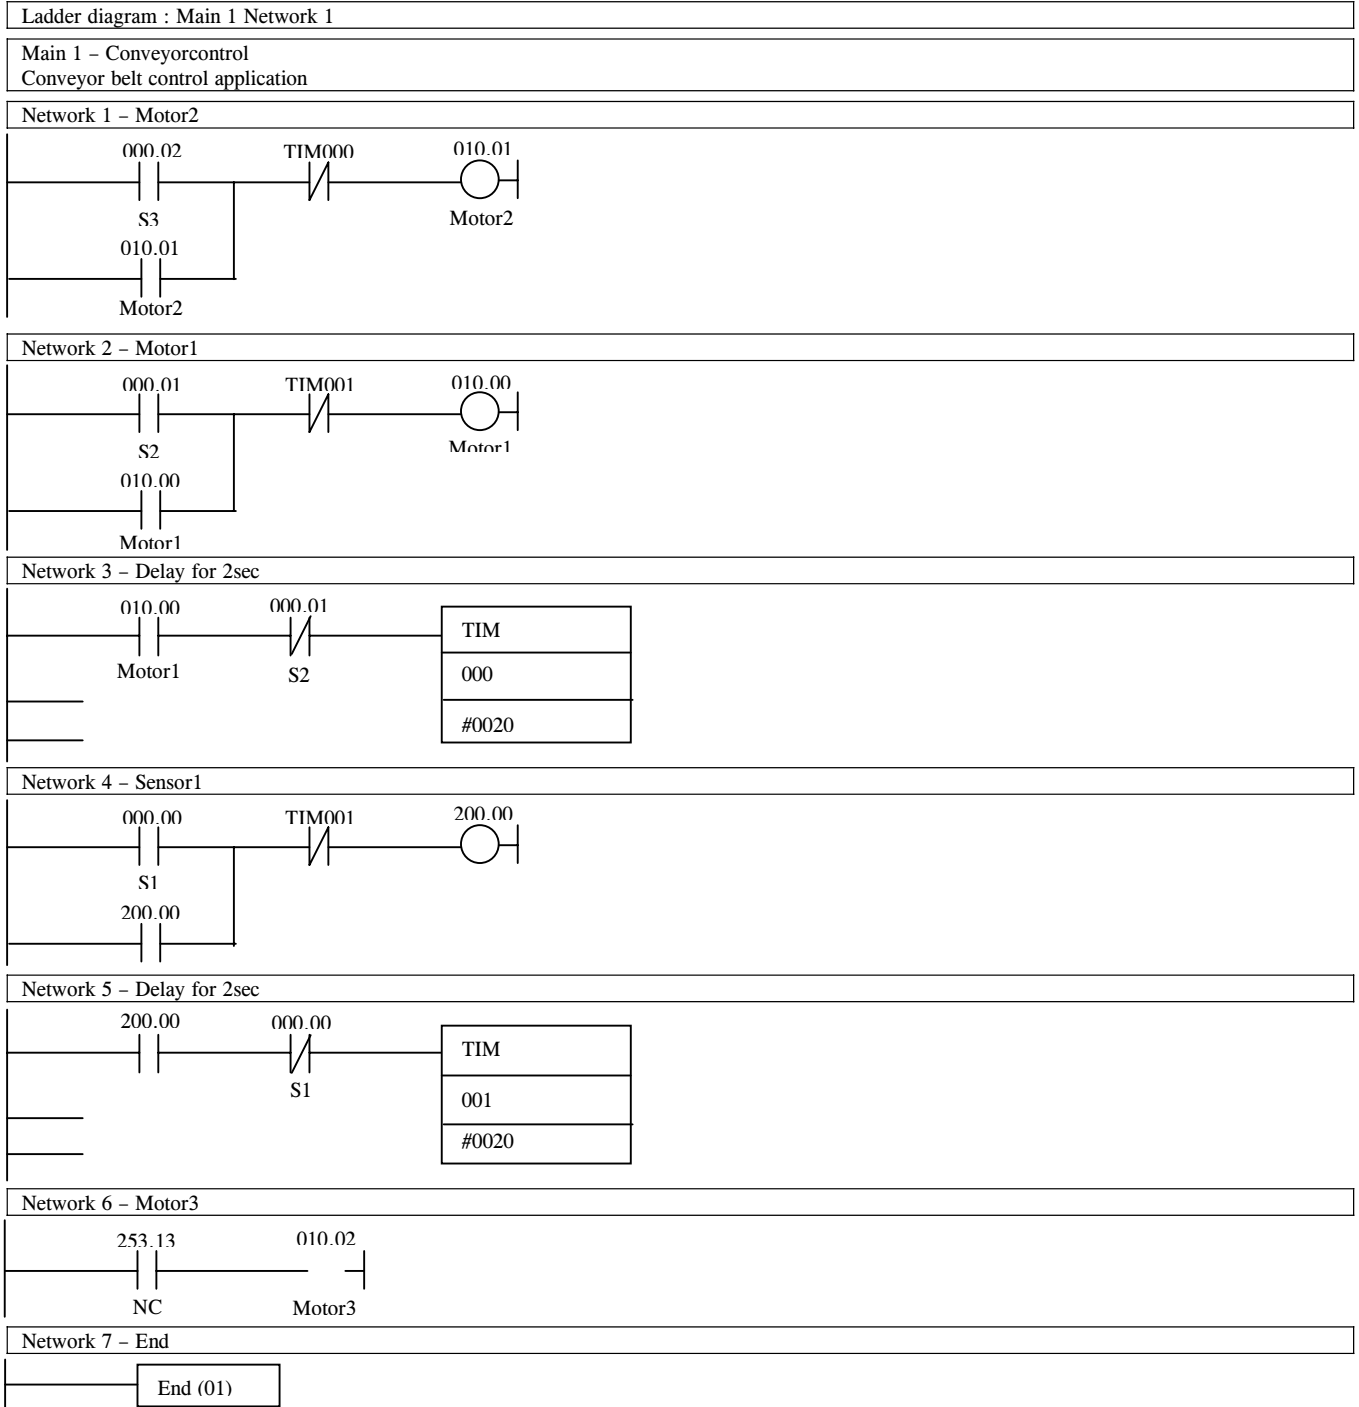 Ladder diagram : Main 1 Network 1
Main 1 – Conveyorcontrol
Conveyor belt control application
Network 1 – Motor2
000.02 TIM000 010.01
S3 Motor2
010.01
Motor2
Network 2 – Motor1
000.01 TIM001 010.00
S2 Motor1
010.00
Motor1
Network 3 – Delay for 2sec
010.00 000.01
TIM
Motor1 S2 000
#0020
Network 4 – Sensor1
000.00 TIM001 200.00
S1
200.00
Network 5 – Delay for 2sec
200.00 000.00
TIM
S1 001
#0020
Network 6 – Motor3
253.13 010.02
NC Motor3
Network 7 – End
End (01)